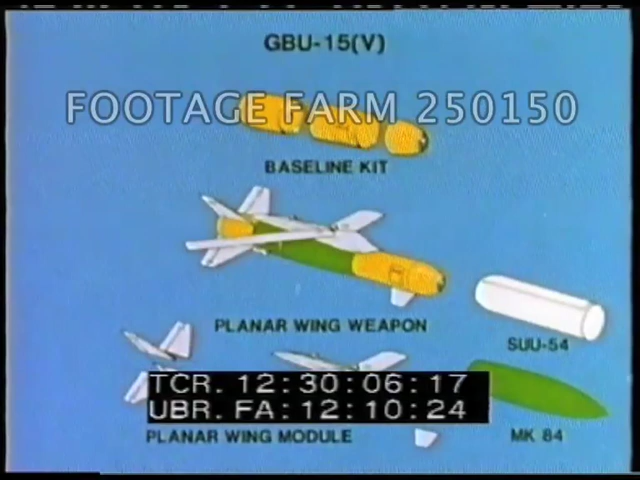 GBU-15(V)
FOOTAGE FARM 250150
BASELINE KIT
PLANAR WING WEAPON
SUU-54
TCR. 12:30:06:17
UBR. FA:12:10:24
PLANAR WING MODULE
MK 84